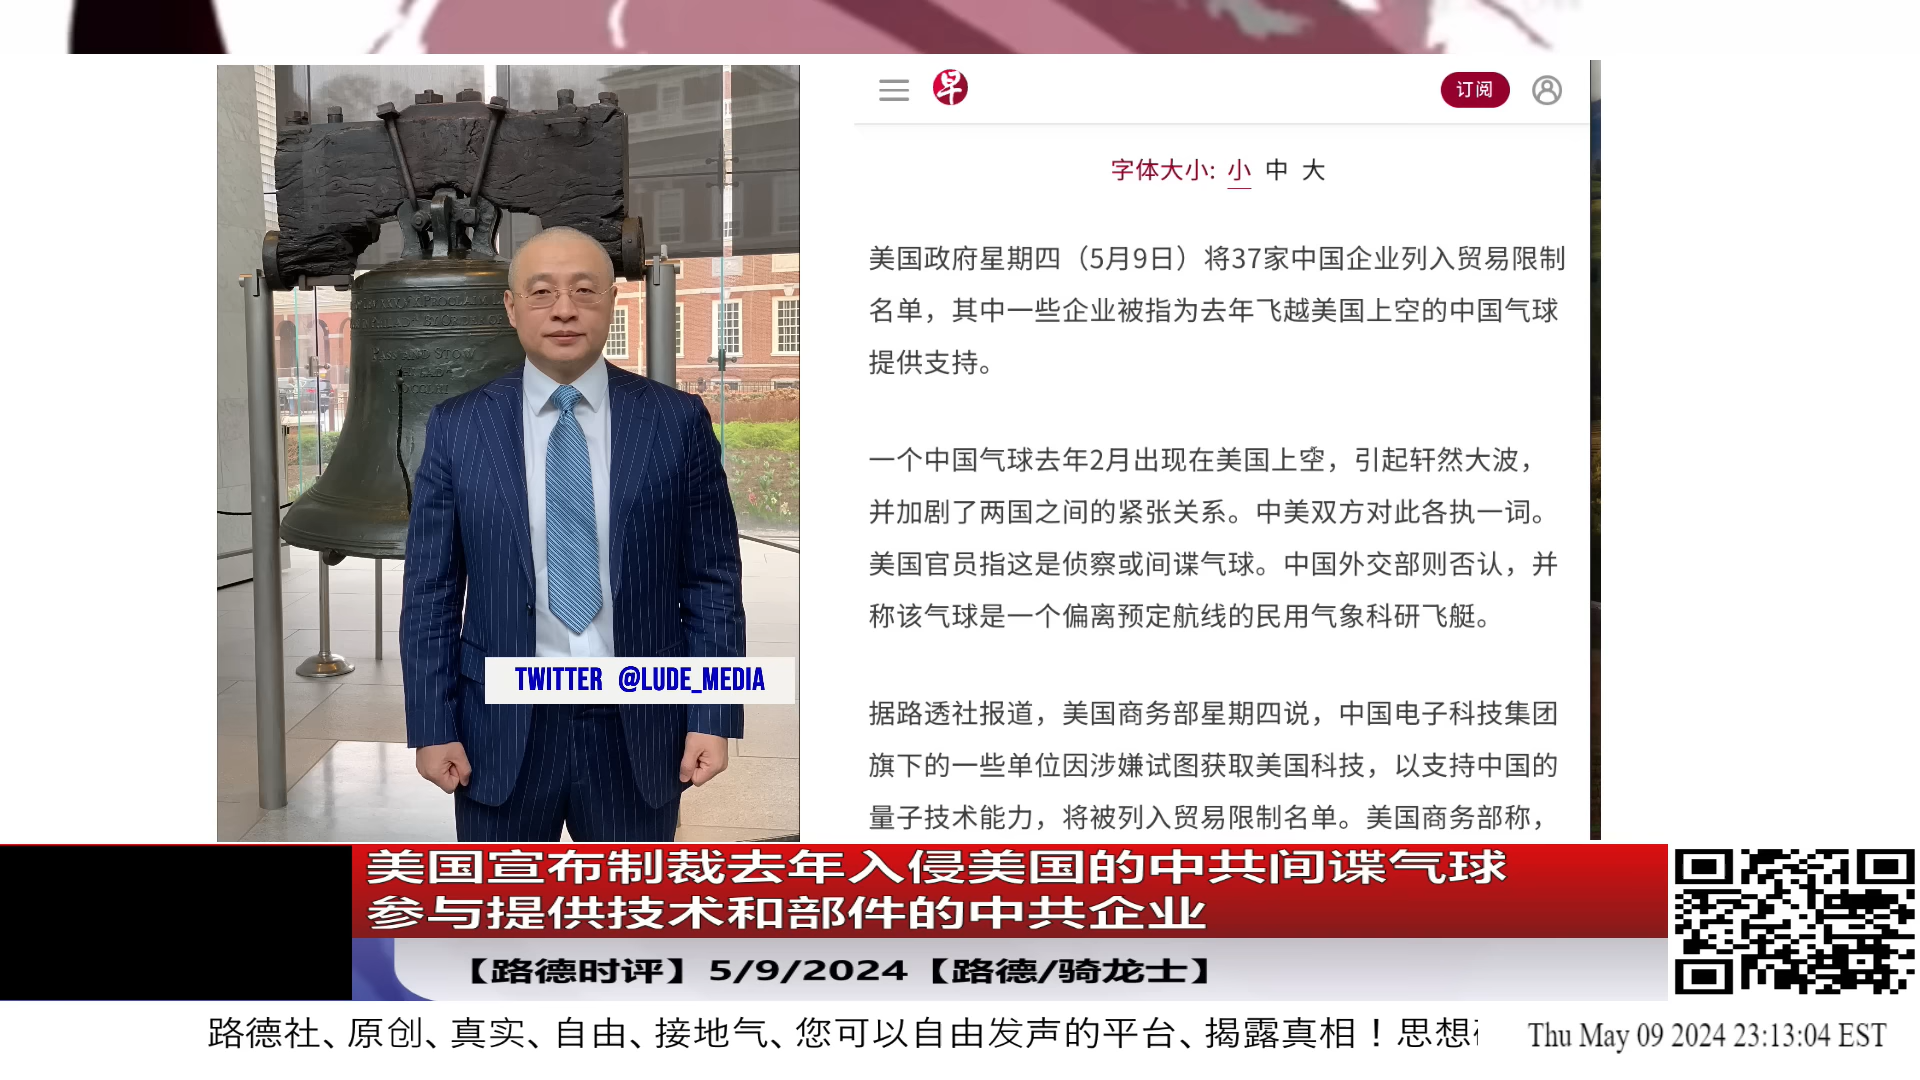 早
订阅
字体大小: 小 中 大
美国政府星期四（5月9日）将37家中国企业列入贸易限制
名单，其中一些企业被指为去年飞越美国上空的中国气球
提供支持。
一个中国气球去年2月出现在美国上空，引起轩然大波，
并加剧了两国之间的紧张关系。中美双方对此各执一词。
美国官员指这是侦察或间谍气球。中国外交部则否认，并
称该气球是一个偏离预定航线的民用气象科研飞艇。
据路透社报道，美国商务部星期四说，中国电子科技集团
旗下的一些单位因涉嫌试图获取美国科技，以支持中国的
量子技术能力，将被列入贸易限制名单。美国商务部称，
PASS AND STOW
TWITTER @LUDE_MEDIA
美国宣布制裁去年入侵美国的中共间谍气球
参与提供技术和部件的中共企业
【路德时评】5/9/2024【路德/骑龙士】
路德社、原创、真实、自由、接地气、您可以自由发声的平台、揭露真相！思想
Thu May 09 2024 23:13:04 EST